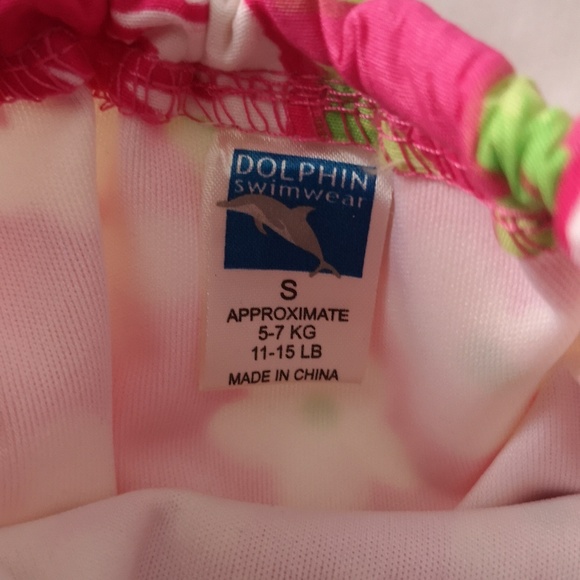 DOLPHIN
swimwear
S
APPROXIMATE
5-7 KG
11-15 LB
MADE IN CHINA